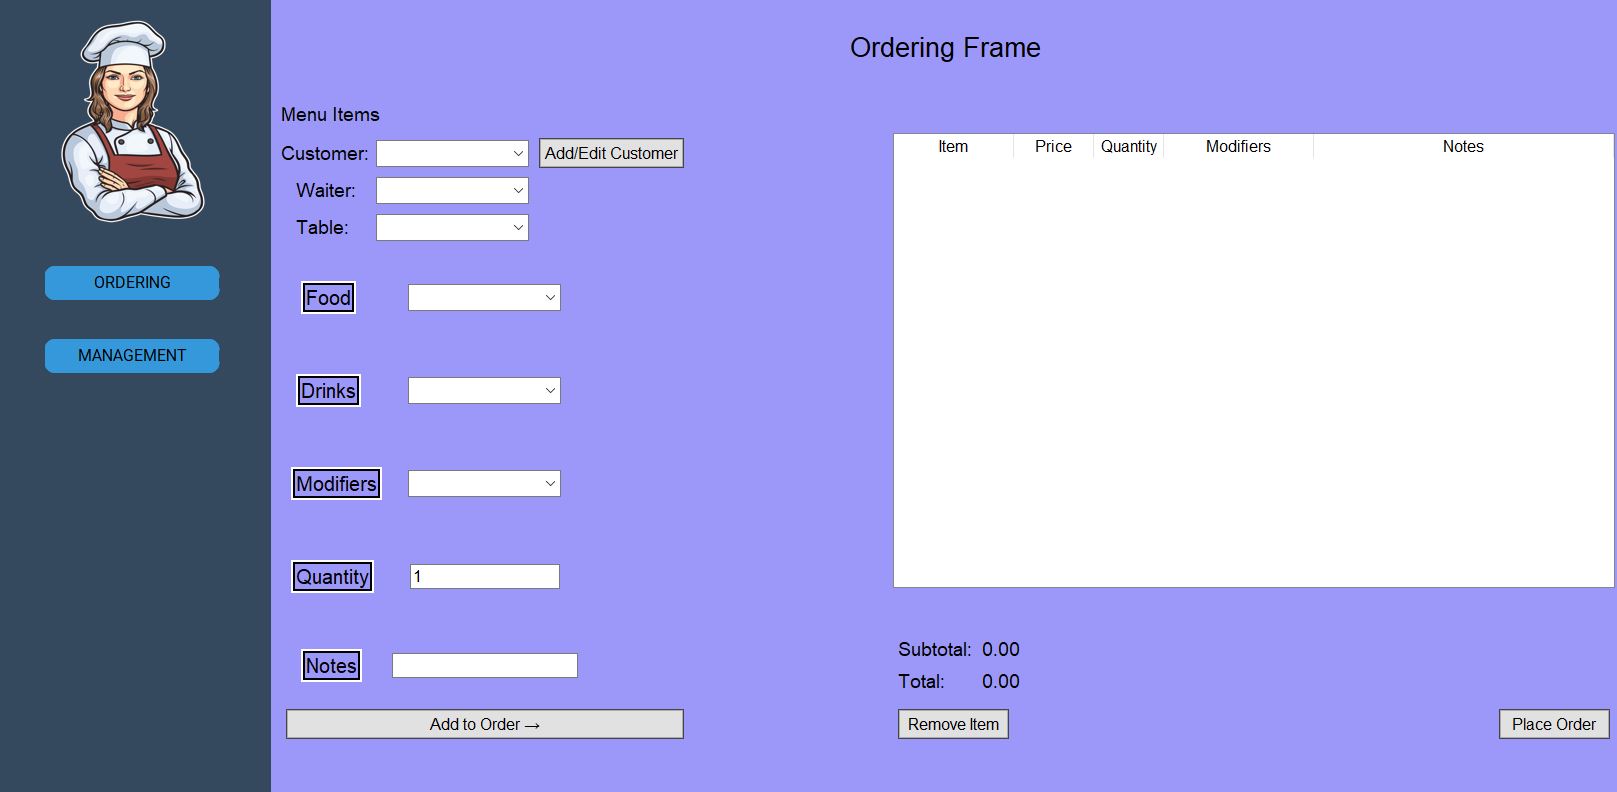 Ordering Frame
ORDERING
MANAGEMENT
Menu Items
Customer: Add/Edit Customer
Waiter:
Table:
Food
Drinks
Modifiers
Quantity 1
Notes
Add to Order →
Item Price Quantity Modifiers Notes
Subtotal: 0.00
Total: 0.00
Remove Item Place Order